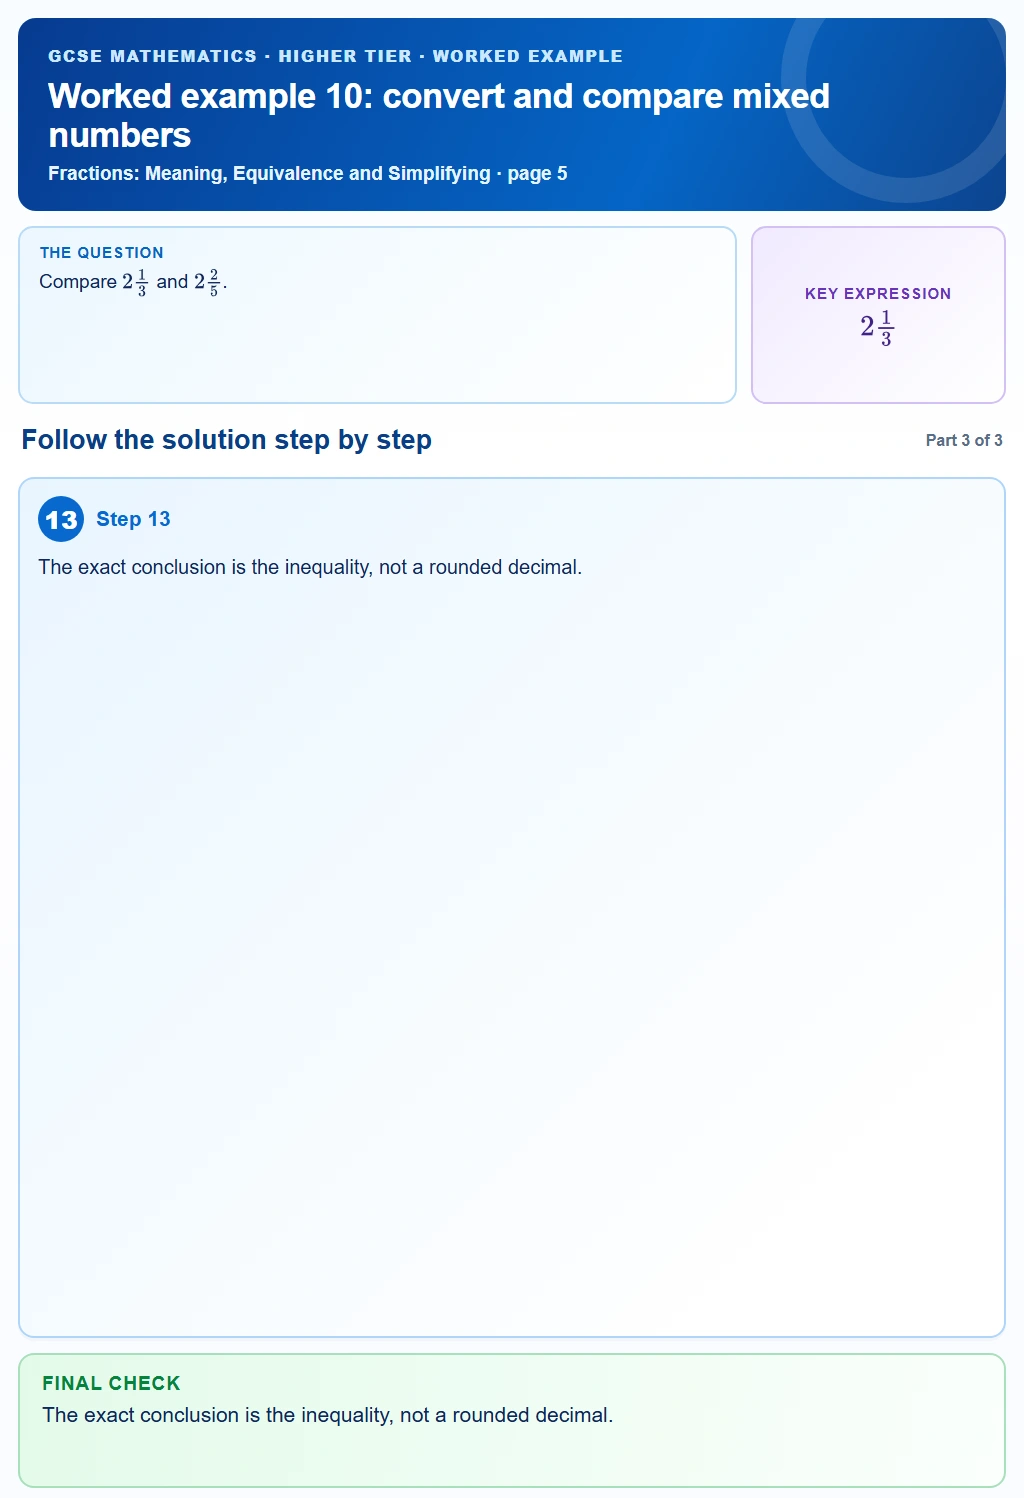 GCSE MATHEMATICS · HIGHER TIER · WORKED EXAMPLE
Worked example 10: convert and compare mixed
numbers
Fractions: Meaning, Equivalence and Simplifying · page 5
THE QUESTION
Compare 2 1/3 and 2 2/5.
KEY EXPRESSION
2 1/3
Follow the solution step by step
Part 3 of 3
13 Step 13
The exact conclusion is the inequality, not a rounded decimal.
FINAL CHECK
The exact conclusion is the inequality, not a rounded decimal.